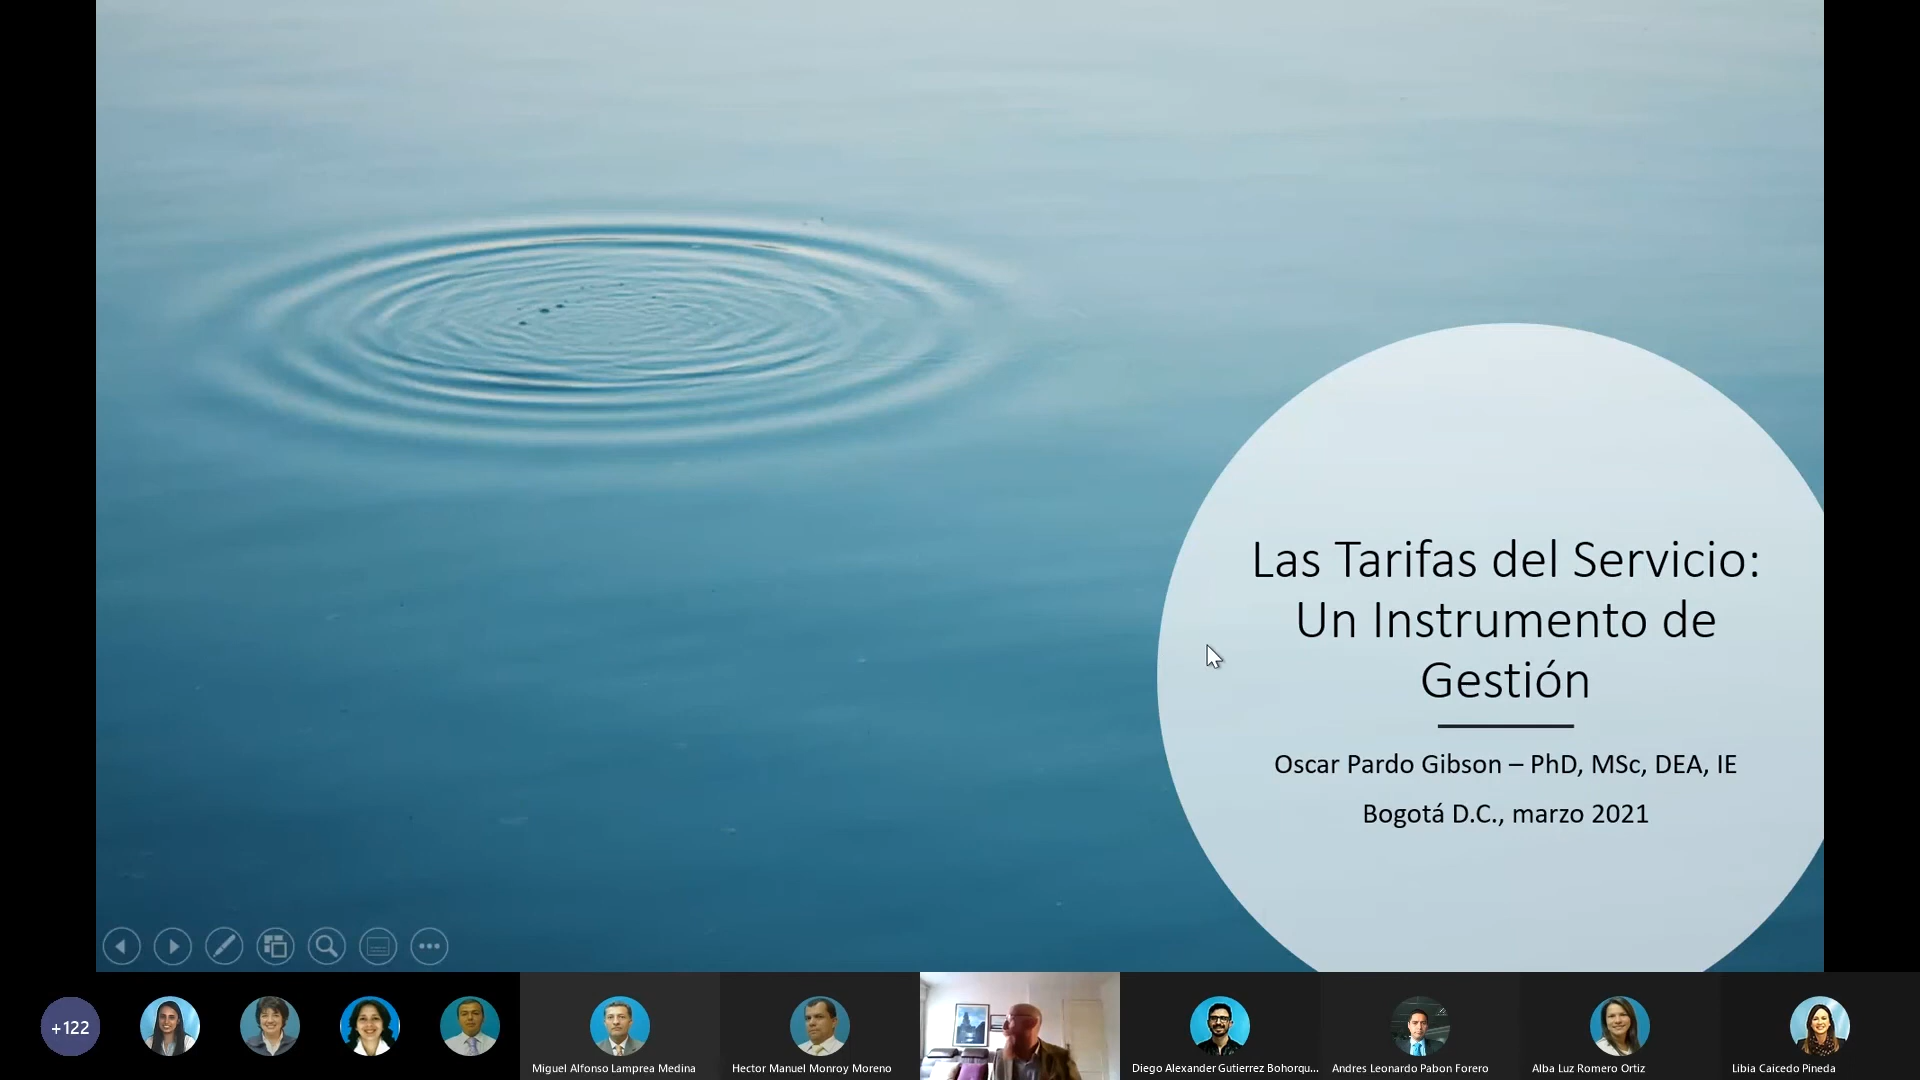 Las Tarifas del Servicio:
Un Instrumento de
Gestión
Oscar Pardo Gibson – PhD, MSc, DEA, IE
Bogotá D.C., marzo 2021
+122
Miguel Alfonso Lamprea Medina
Hector Manuel Monroy Moreno
Diego Alexander Gutierrez Bohorqu...
Andres Leonardo Pabon Forero
Alba Luz Romero Ortiz
Libia Caicedo Pineda